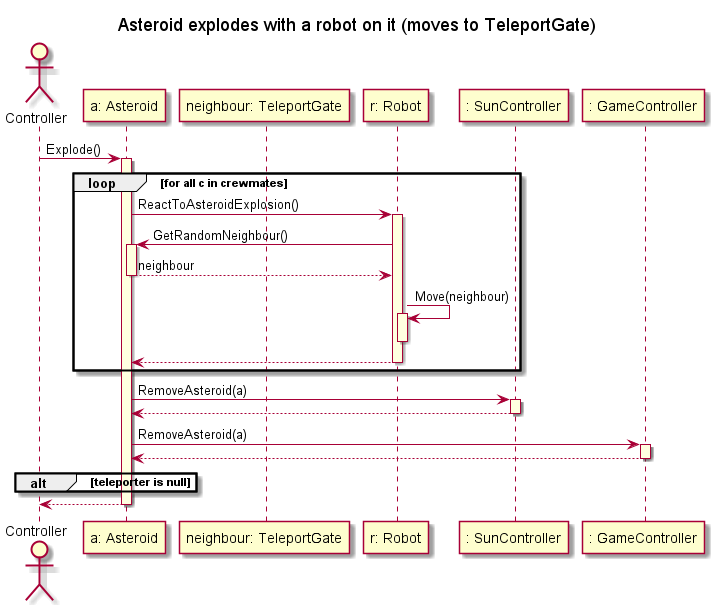 Asteroid explodes with a robot on it (moves to TeleportGate)
Controller
a: Asteroid
neighbour: TeleportGate
r: Robot
: SunController
: GameController
Explode()
loop [for all c in crewmates]
ReactToAsteroidExplosion()
GetRandomNeighbour()
neighbour
Move(neighbour)
RemoveAsteroid(a)
RemoveAsteroid(a)
alt [teleporter is null]
Controller
a: Asteroid
neighbour: TeleportGate
r: Robot
: SunController
: GameController